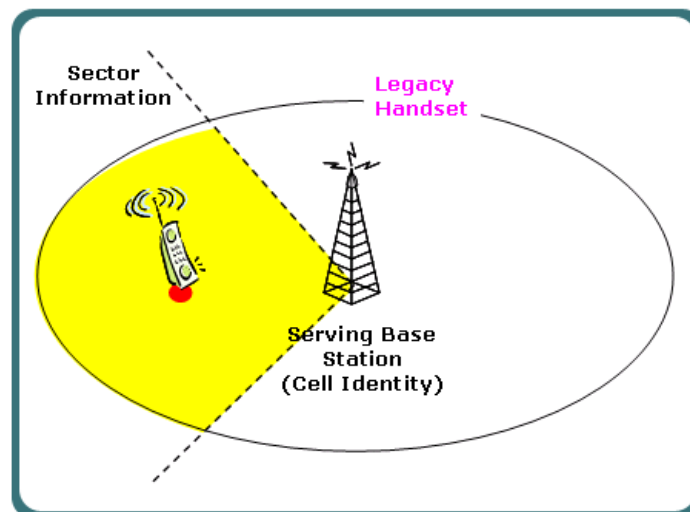 Sector
Information
Legacy
Handset
Serving Base
Station
(Cell Identity)